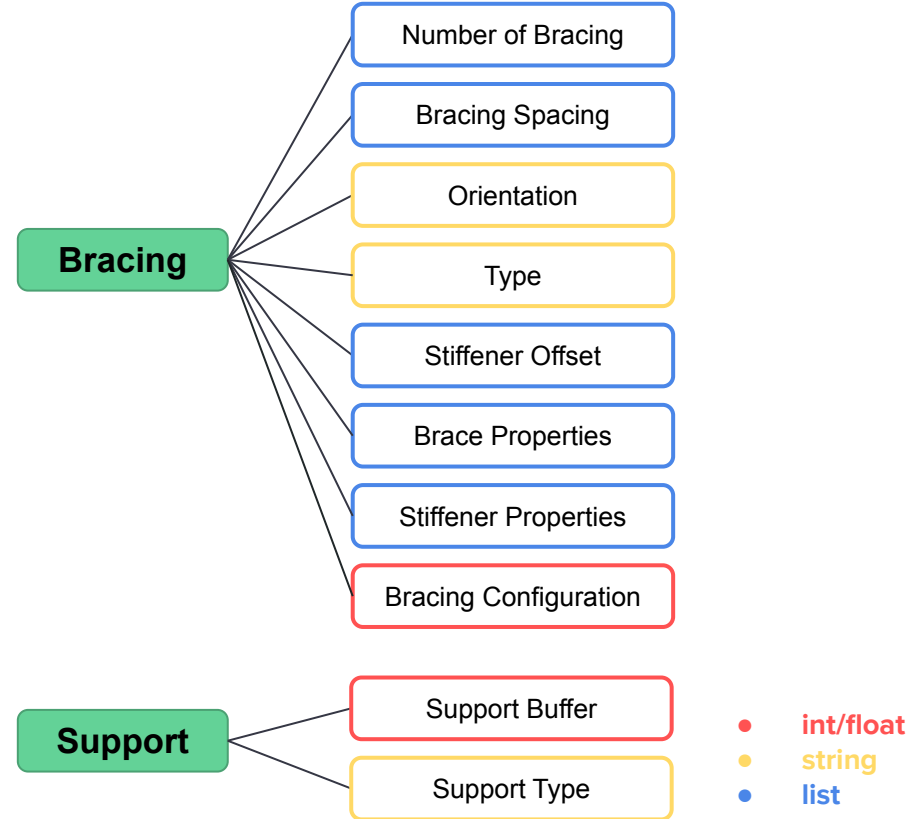 Number of Bracing
Bracing Spacing
Orientation
Bracing
Type
Stiffener Offset
Brace Properties
Stiffener Properties
Bracing Configuration
Support Buffer
Support
Support Type
int/float
string
list